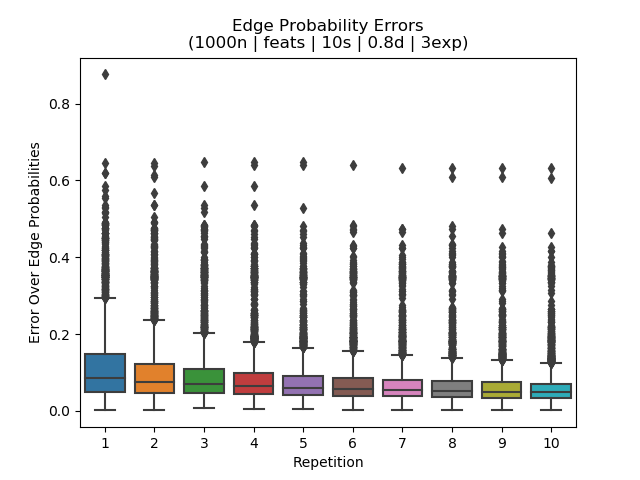 Edge Probability Errors
(1000n | feats | 10s | 0.8d | 3exp)
Error Over Edge Probabilities
0.8
0.6
0.4
0.2
0.0
1 2 3 4 5 6 7 8 9 10
Repetition